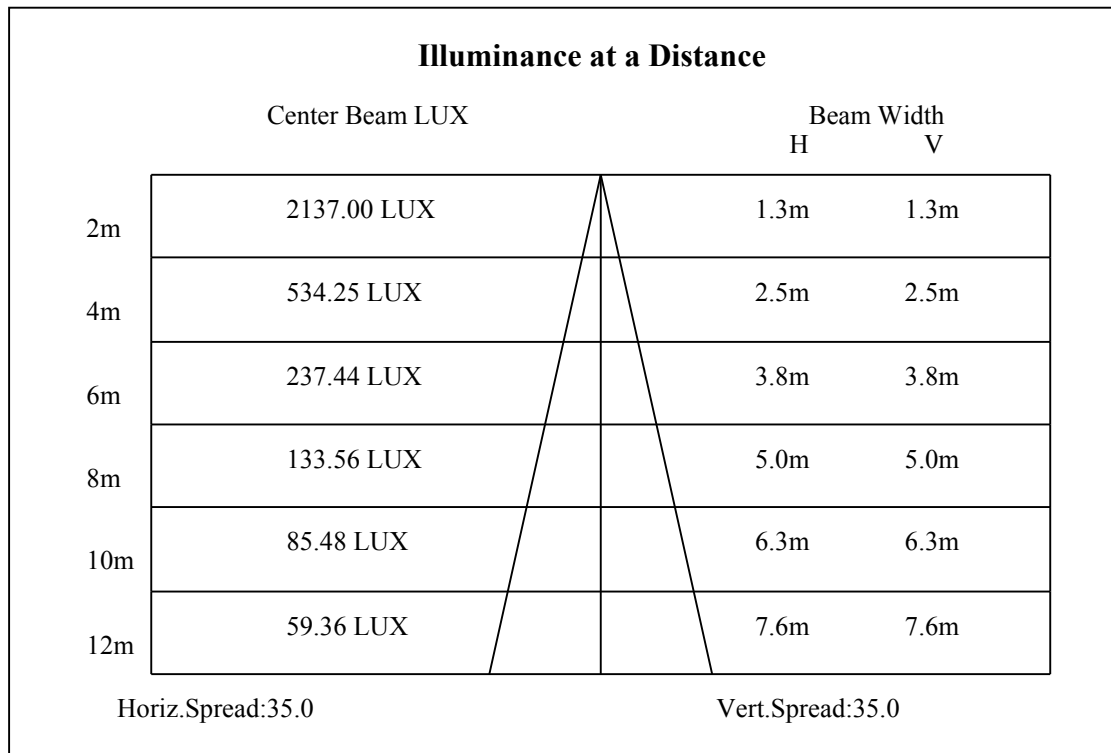 Illuminance at a Distance
Center Beam LUX Beam Width
H V
2m 2137.00 LUX 1.3m 1.3m
4m 534.25 LUX 2.5m 2.5m
6m 237.44 LUX 3.8m 3.8m
8m 133.56 LUX 5.0m 5.0m
10m 85.48 LUX 6.3m 6.3m
12m 59.36 LUX 7.6m 7.6m
Horiz.Spread:35.0 Vert.Spread:35.0